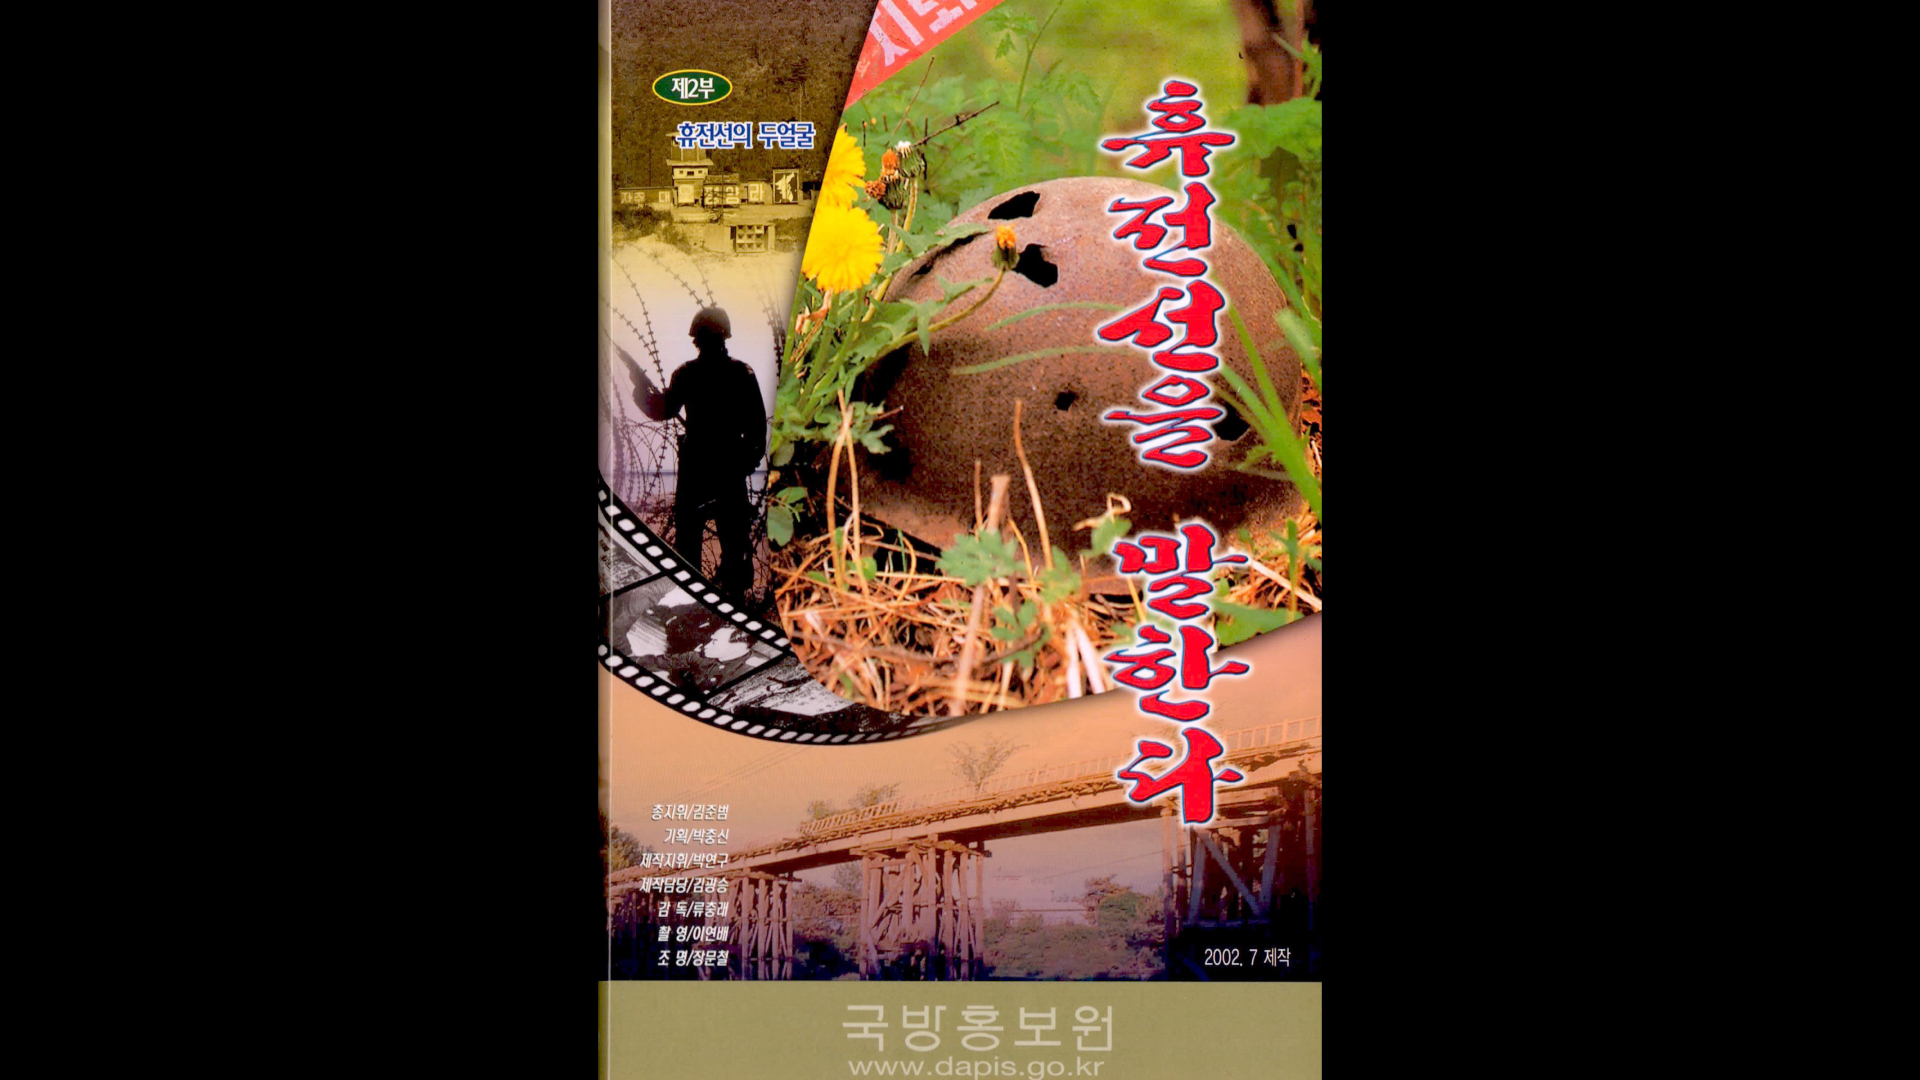 제2부
휴전선의 두얼굴
휴전선을 말한다
총지휘/김준범
기획/박충신
제작지휘/박연구
제작담당/김광승
감 독/류충래
촬 영/이연배
조 명/장문철
2002. 7 제작
국방홍보원
www.dapis.go.kr